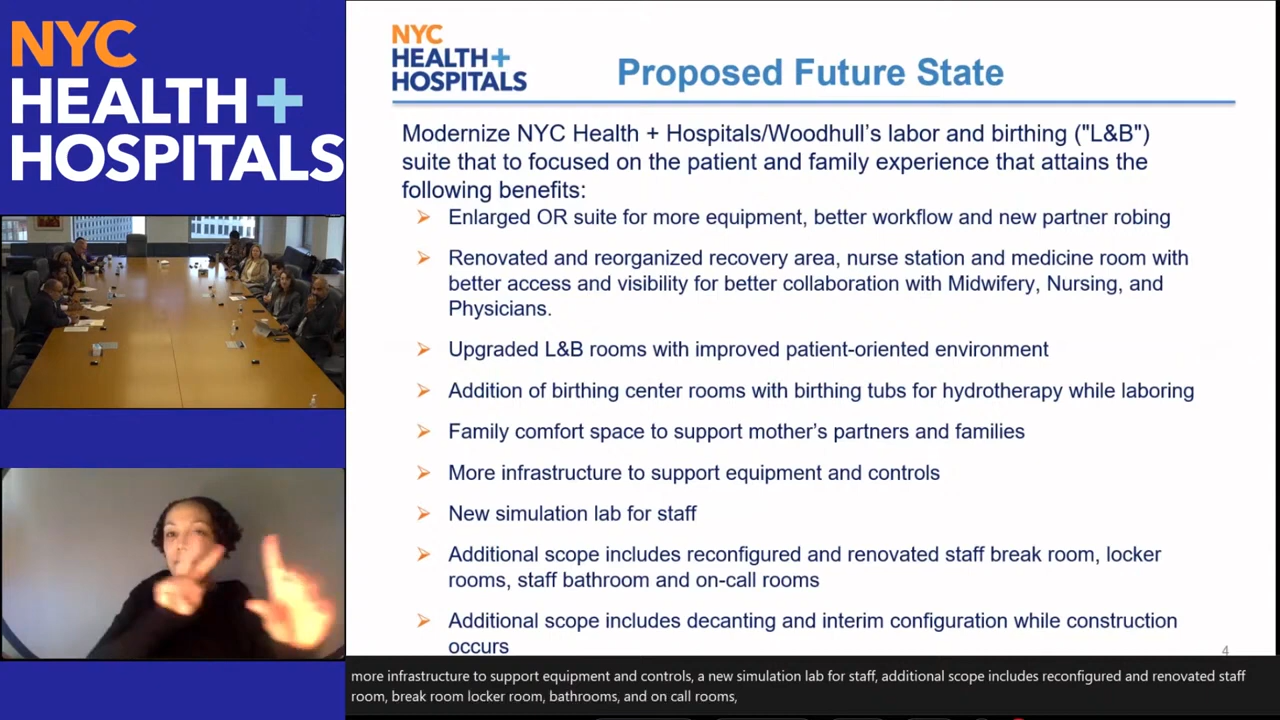 NYC
HEALTH+
HOSPITALS
NYC
HEALTH+
HOSPITALS
Proposed Future State
Modernize NYC Health + Hospitals/Woodhull's labor and birthing ("L&B")
suite that to focused on the patient and family experience that attains the
following benefits:
➢ Enlarged OR suite for more equipment, better workflow and new partner robing
➢ Renovated and reorganized recovery area, nurse station and medicine room with
better access and visibility for better collaboration with Midwifery, Nursing, and
Physicians.
➢ Upgraded L&B rooms with improved patient-oriented environment
➢ Addition of birthing center rooms with birthing tubs for hydrotherapy while laboring
➢ Family comfort space to support mother's partners and families
➢ More infrastructure to support equipment and controls
➢ New simulation lab for staff
➢ Additional scope includes reconfigured and renovated staff break room, locker
rooms, staff bathroom and on-call rooms
➢ Additional scope includes decanting and interim configuration while construction
occurs
4
more infrastructure to support equipment and controls, a new simulation lab for staff, additional scope includes reconfigured and renovated staff
room, break room locker room, bathrooms, and on call rooms,